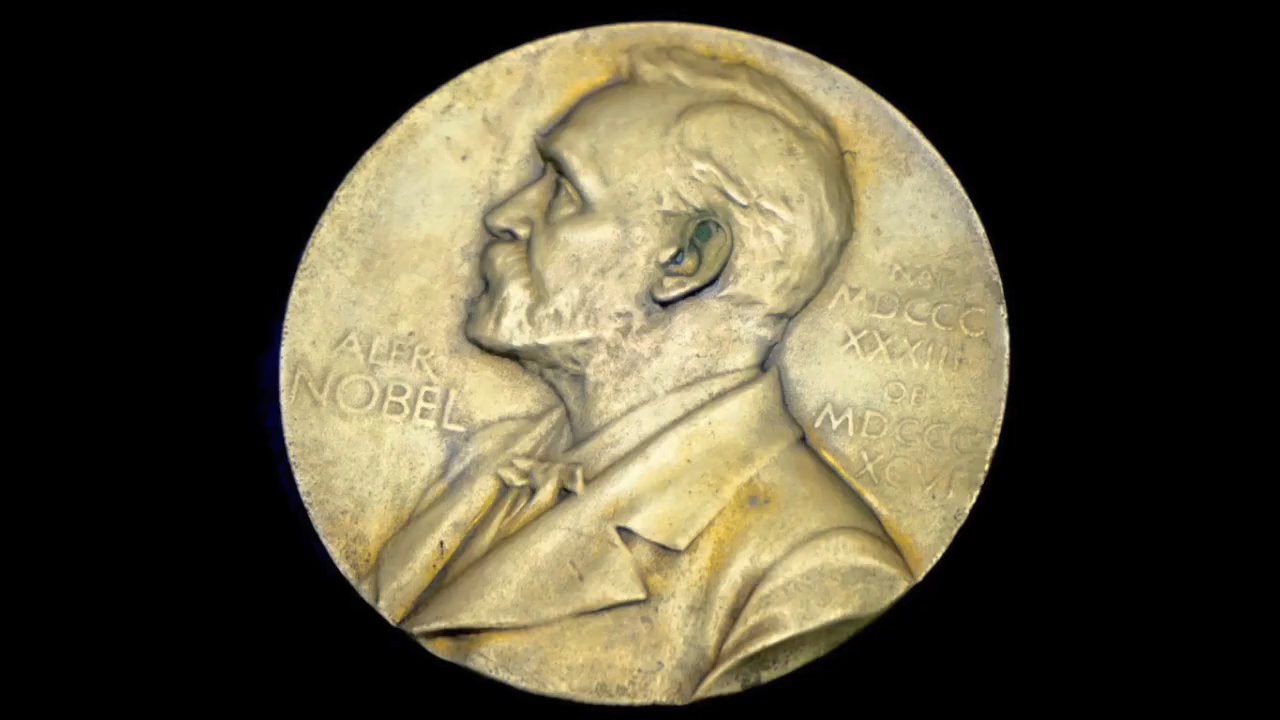 ALFR
NOBEL
NAT
MDCCC
XXXIII
OB
MDCCC
XCVI